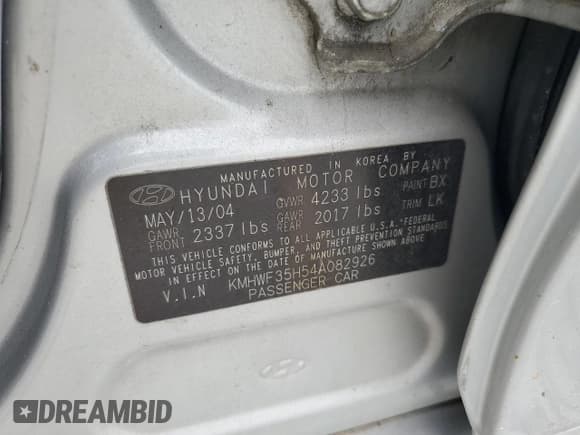 MANUFACTURED IN KOREA BY
HYUNDAI MOTOR COMPANY
MAY/13/04 GVWR 4233 lbs PAINT BX
GAWR FRONT 2337 lbs GAWR REAR 2017 lbs TRIM LK
THIS VEHICLE CONFORMS TO ALL APPLICABLE U.S.A. "FEDERAL
MOTOR VEHICLE SAFETY, BUMPER, AND THEFT PREVENTION STANDARDS
IN EFFECT ON THE DATE OF MANUFACTURE SHOWN ABOVE"
V.I.N KMHWF35H54A082926
PASSENGER CAR
DREAMBID